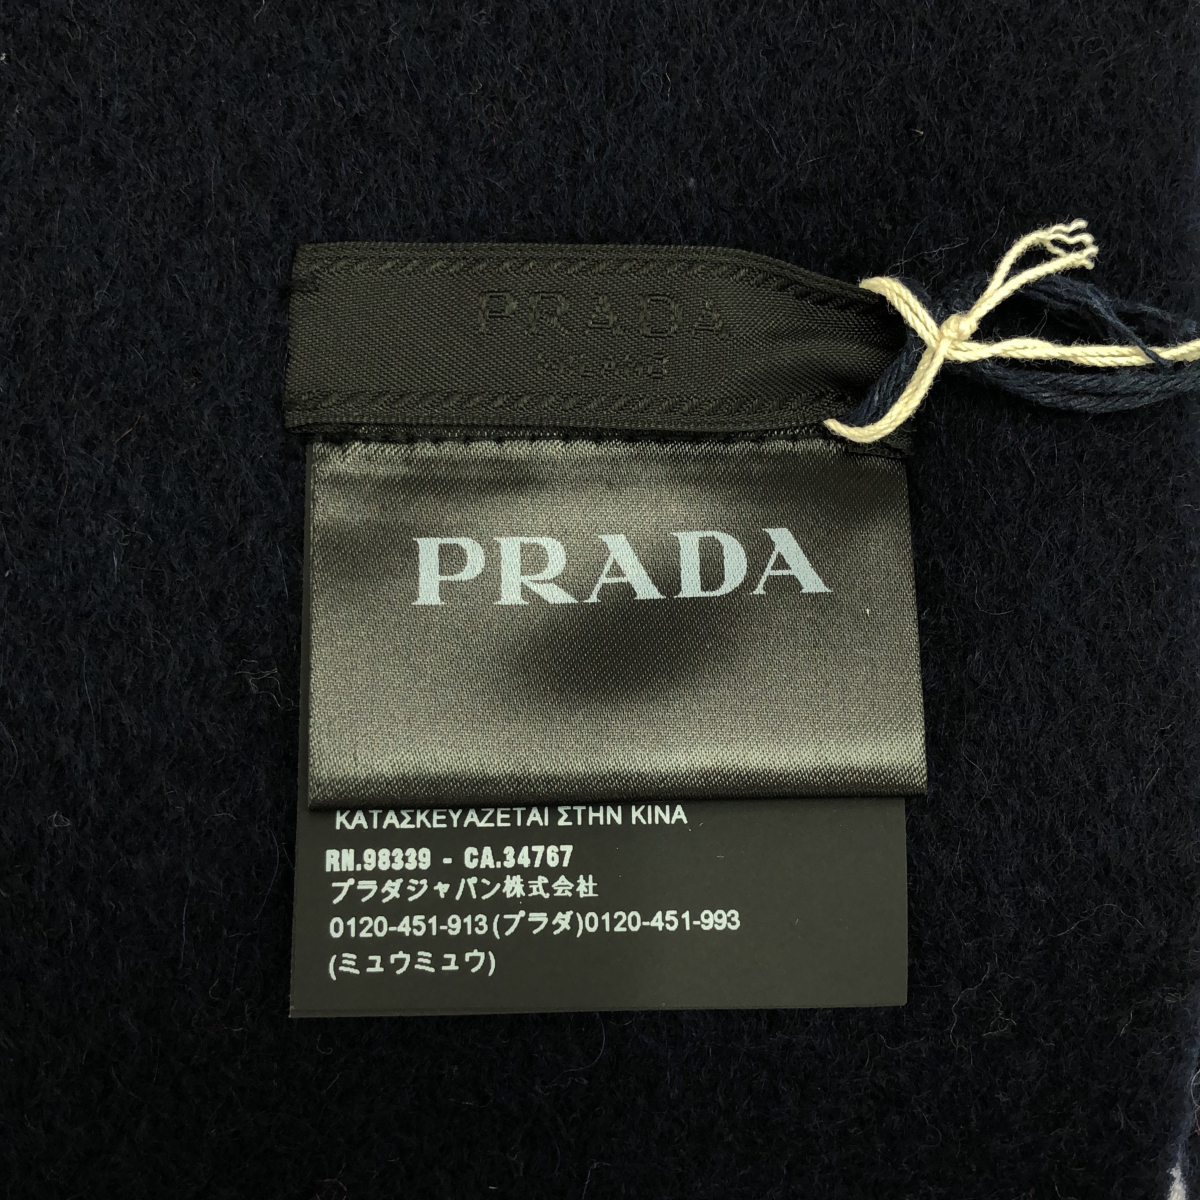 PRADA
PRADA
ΚΑΤΑΣΚΕΥΑΖΕΤΑΙ ΣΤΗΝ ΚΙΝΑ
RN.98339 - CA.34767
プラダジャパン株式会社
0120-451-913(プラダ)0120-451-993
(ミュウミュウ)